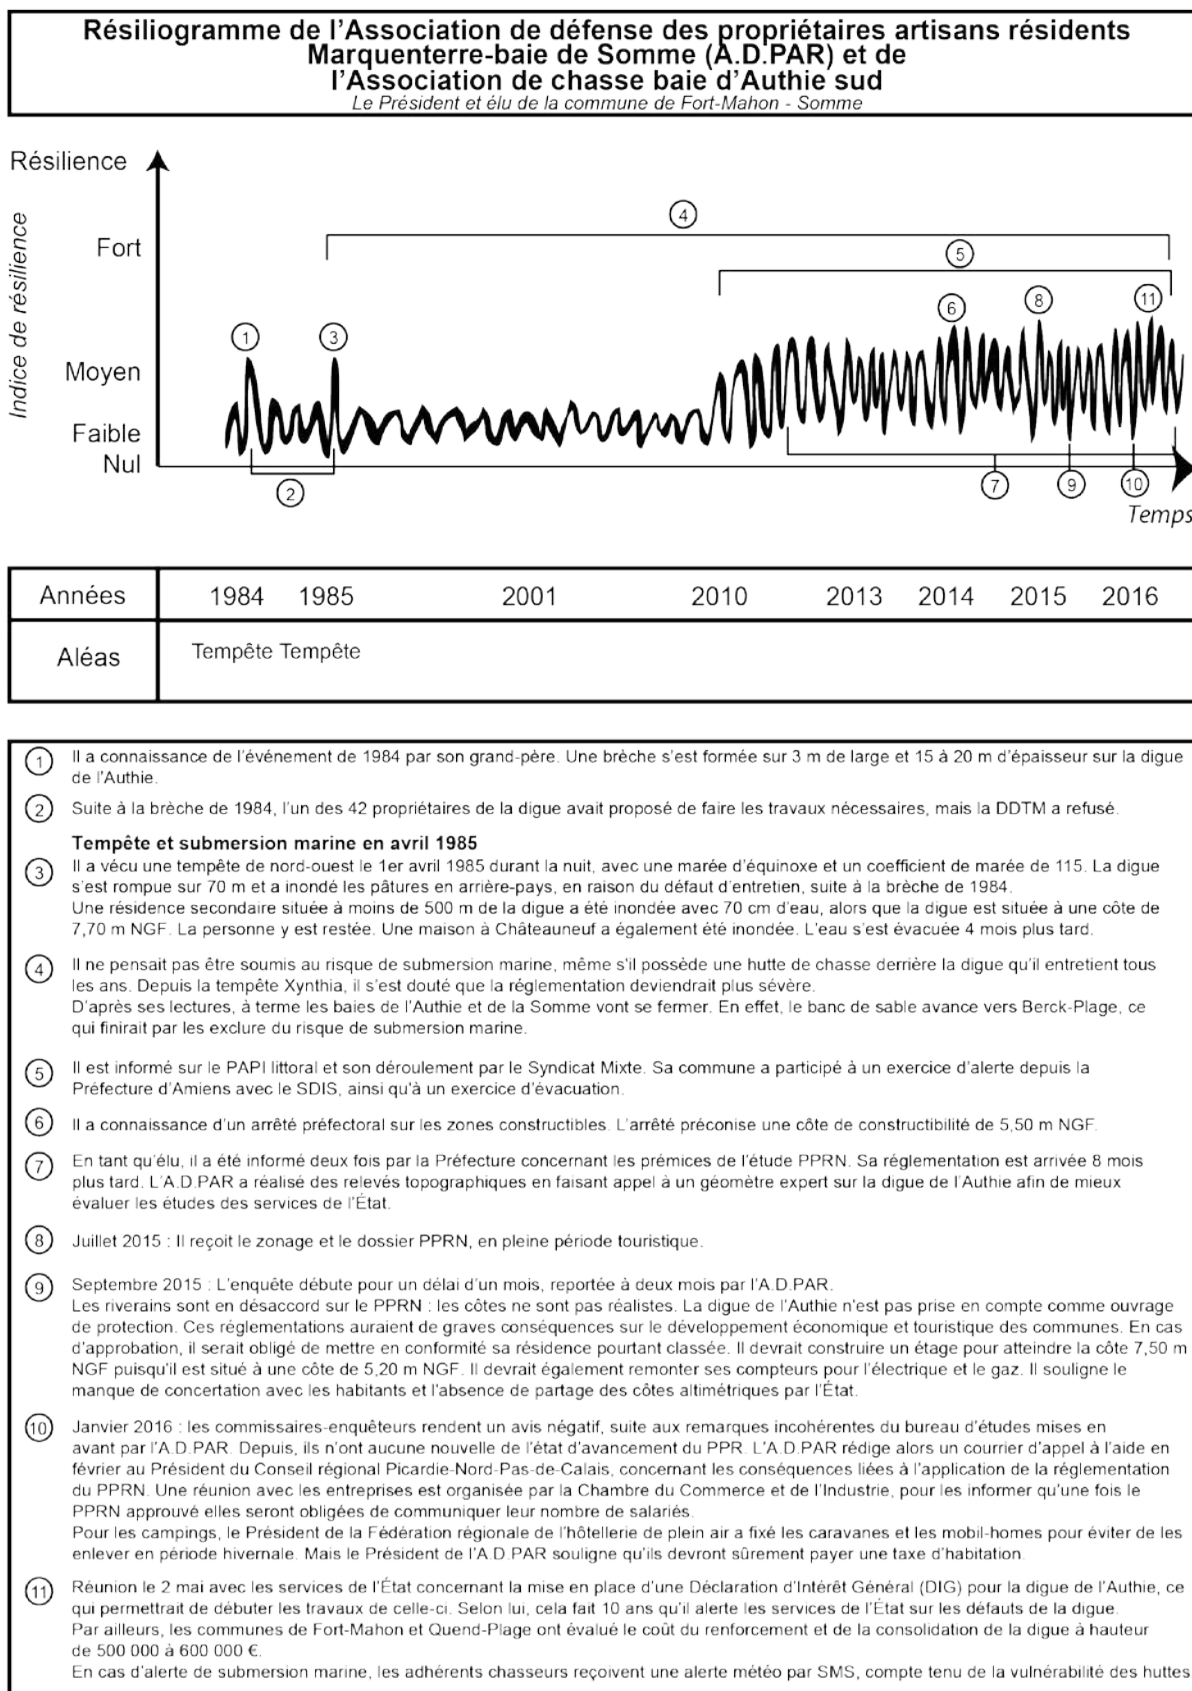 Résiliogramme de l'Association de défense des propriétaires artisans résidents
Marquenterre-baie de Somme (A.D.PAR) et de
l'Association de chasse baie d'Authie sud
Le Président et élu de la commune de Fort-Mahon - Somme
Résilience
Indice de résilience
Fort
Moyen
Faible
Nul
4
5
6
8
11
1
3
2
7
9
10
Temps
Années 1984 1985 2001 2010 2013 2014 2015 2016
Aléas Tempête Tempête
1 Il a connaissance de l'événement de 1984 par son grand-père. Une brèche s'est formée sur 3 m de large et 15 à 20 m d'épaisseur sur la digue
de l'Authie.
2 Suite à la brèche de 1984, l'un des 42 propriétaires de la digue avait proposé de faire les travaux nécessaires, mais la DDTM a refusé.
Tempête et submersion marine en avril 1985
3 Il a vécu une tempête de nord-ouest le 1er avril 1985 durant la nuit, avec une marée d'équinoxe et un coefficient de marée de 115. La digue
s'est rompue sur 70 m et a inondé les pâtures en arrière-pays, en raison du défaut d'entretien, suite à la brèche de 1984.
Une résidence secondaire située à moins de 500 m de la digue a été inondée avec 70 cm d'eau, alors que la digue est située à une côte de
7,70 m NGF. La personne y est restée. Une maison à Châteauneuf a également été inondée. L'eau s'est évacuée 4 mois plus tard.
4 Il ne pensait pas être soumis au risque de submersion marine, même s'il possède une hutte de chasse derrière la digue qu'il entretient tous
les ans. Depuis la tempête Xynthia, il s'est douté que la réglementation deviendrait plus sévère.
D'après ses lectures, à terme les baies de l'Authie et de la Somme vont se fermer. En effet, le banc de sable avance vers Berck-Plage, ce
qui finirait par les exclure du risque de submersion marine.
5 Il est informé sur le PAPI littoral et son déroulement par le Syndicat Mixte. Sa commune a participé à un exercice d'alerte depuis la
Préfecture d'Amiens avec le SDIS, ainsi qu'à un exercice d'évacuation.
6 Il a connaissance d'un arrêté préfectoral sur les zones constructibles. L'arrêté préconise une côte de constructibilité de 5,50 m NGF.
7 En tant qu'élu, il a été informé deux fois par la Préfecture concernant les prémices de l'étude PPRN. Sa réglementation est arrivée 8 mois
plus tard. L'A.D.PAR a réalisé des relevés topographiques en faisant appel à un géomètre expert sur la digue de l'Authie afin de mieux
évaluer les études des services de l'État.
8 Juillet 2015 : Il reçoit le zonage et le dossier PPRN, en pleine période touristique.
9 Septembre 2015 : L'enquête débute pour un délai d'un mois, reportée à deux mois par l'A.D.PAR.
Les riverains sont en désaccord sur le PPRN : les côtes ne sont pas réalistes. La digue de l'Authie n'est pas prise en compte comme ouvrage
de protection. Ces réglementations auraient de graves conséquences sur le développement économique et touristique des communes. En cas
d'approbation, il serait obligé de mettre en conformité sa résidence pourtant classée. Il devrait construire un étage pour atteindre la côte 7,50 m
NGF puisqu'il est situé à une côte de 5,20 m NGF. Il devrait également remonter ses compteurs pour l'électrique et le gaz. Il souligne le
manque de concertation avec les habitants et l'absence de partage des côtes altimétriques par l'État.
10 Janvier 2016 : les commissaires-enquêteurs rendent un avis négatif, suite aux remarques incohérentes du bureau d'études mises en
avant par l'A.D.PAR. Depuis, ils n'ont aucune nouvelle de l'état d'avancement du PPR. L'A.D.PAR rédige alors un courrier d'appel à l'aide en
février au Président du Conseil régional Picardie-Nord-Pas-de-Calais, concernant les conséquences liées à l'application de la réglementation
du PPRN. Une réunion avec les entreprises est organisée par la Chambre du Commerce et de l'Industrie, pour les informer qu'une fois le
PPRN approuvé elles seront obligées de communiquer leur nombre de salariés.
Pour les campings, le Président de la Fédération régionale de l'hôtellerie de plein air a fixé les caravanes et les mobil-homes pour éviter de les
enlever en période hivernale. Mais le Président de l'A.D.PAR souligne qu'ils devront sûrement payer une taxe d'habitation.
11 Réunion le 2 mai avec les services de l'État concernant la mise en place d'une Déclaration d'Intérêt Général (DIG) pour la digue de l'Authie, ce
qui permettrait de débuter les travaux de celle-ci. Selon lui, cela fait 10 ans qu'il alerte les services de l'État sur les défauts de la digue.
Par ailleurs, les communes de Fort-Mahon et Quend-Plage ont évalué le coût du renforcement et de la consolidation de la digue à hauteur
de 500 000 à 600 000 €.
En cas d'alerte de submersion marine, les adhérents chasseurs reçoivent une alerte météo par SMS, compte tenu de la vulnérabilité des huttes